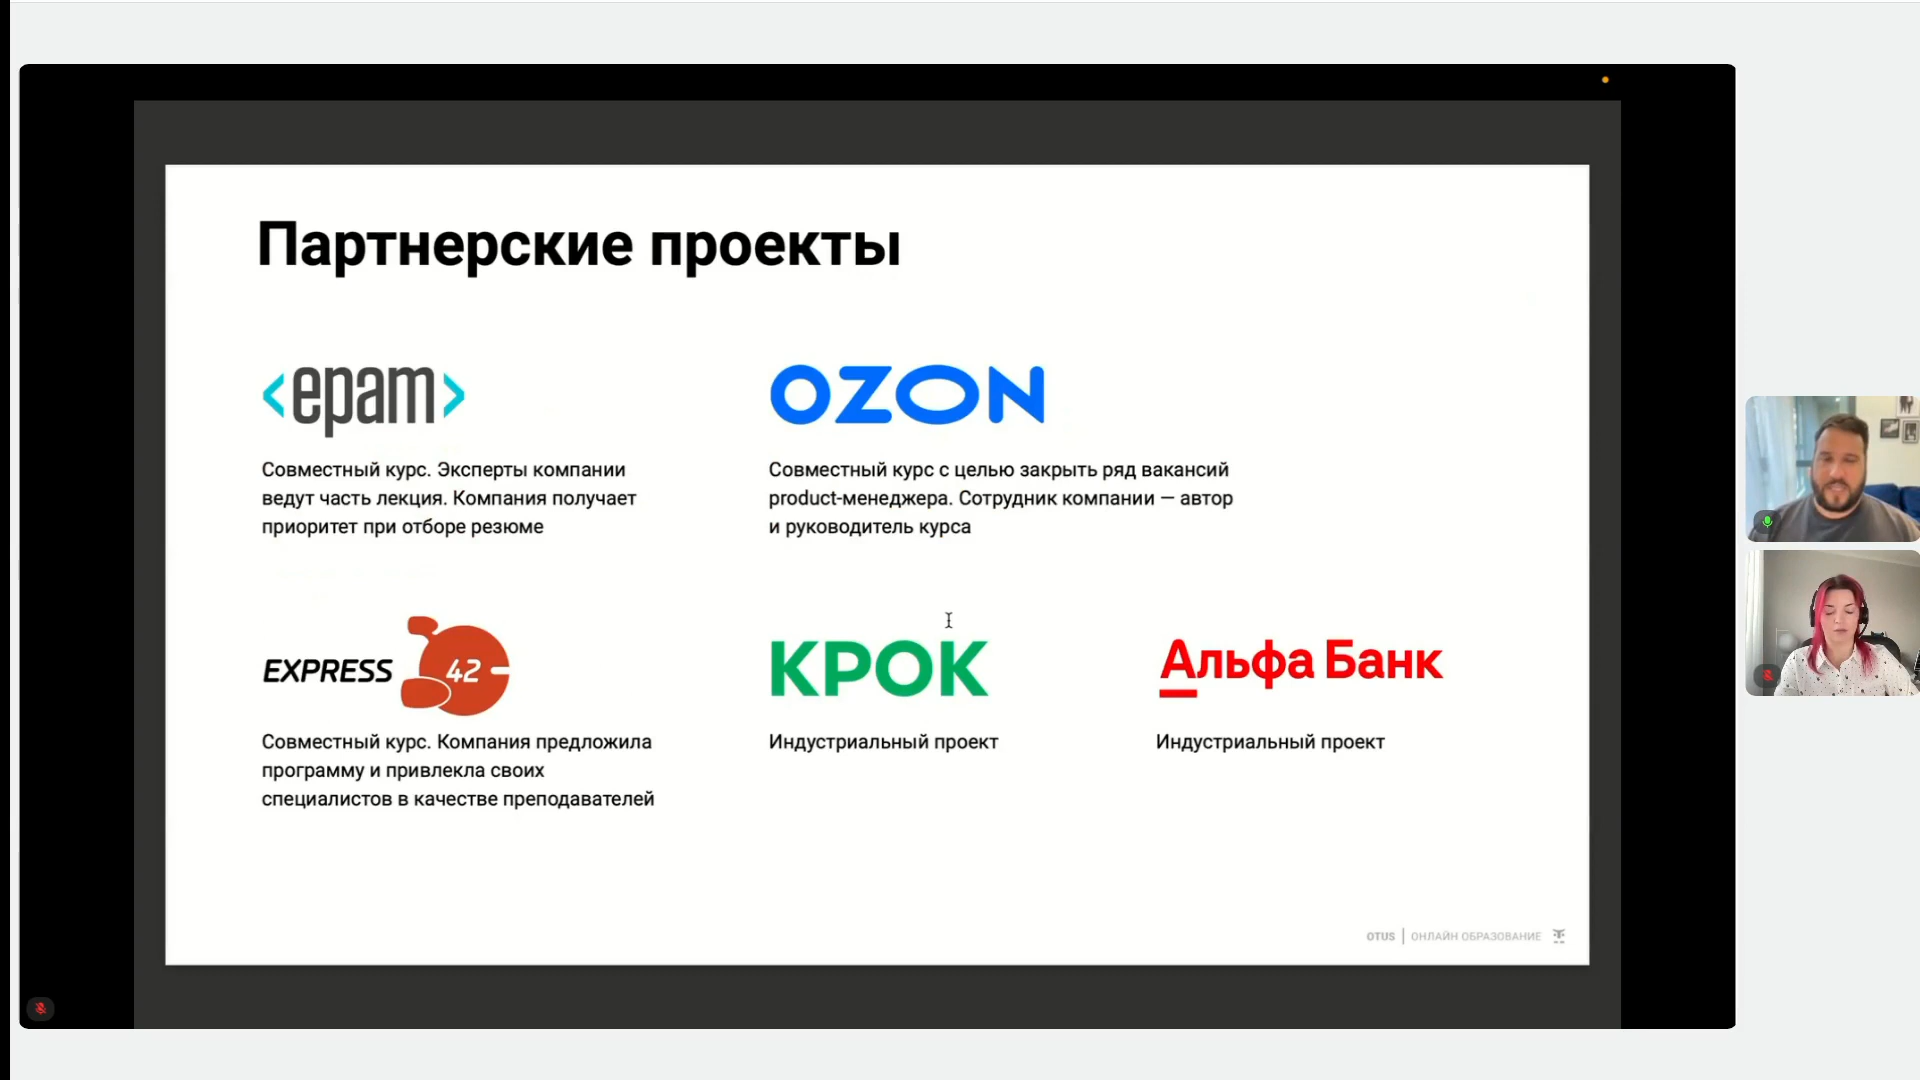 Партнерские проекты
<epam>
OZON
Совместный курс. Эксперты компании
ведут часть лекция. Компания получает
приоритет при отборе резюме
Совместный курс с целью закрыть ряд вакансий
product-менеджера. Сотрудник компании — автор
и руководитель курса
EXPRESS 42
КРОК
Альфа Банк
Совместный курс. Компания предложила
программу и привлекла своих
специалистов в качестве преподавателей
Индустриальный проект
Индустриальный проект
OTUS | ОНЛАЙН ОБРАЗОВАНИЕ